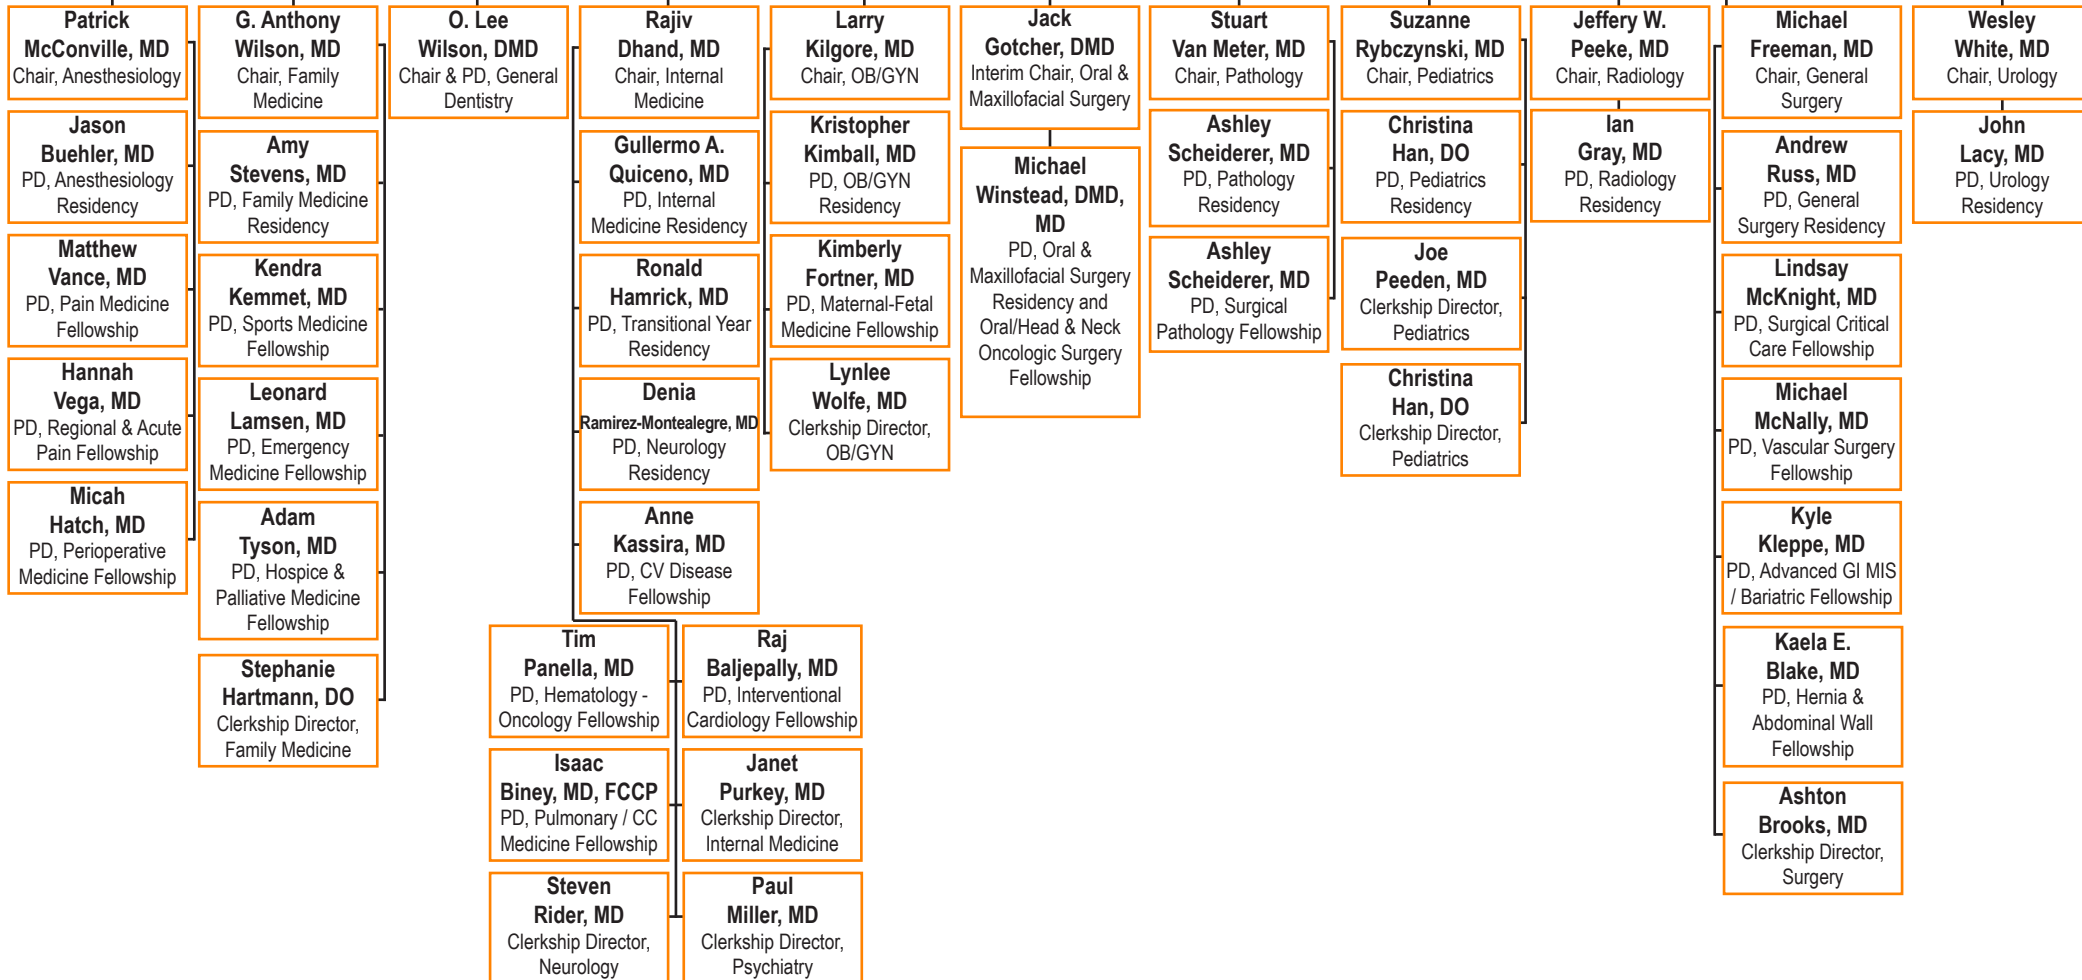 Patrick
McConville, MD
Chair, Anesthesiology
Jason
Buehler, MD
PD, Anesthesiology
Residency
Matthew
Vance, MD
PD, Pain Medicine
Fellowship
Hannah
Vega, MD
PD, Regional & Acute
Pain Fellowship
Micah
Hatch, MD
PD, Perioperative
Medicine Fellowship
G. Anthony
Wilson, MD
Chair, Family
Medicine
Amy
Stevens, MD
PD, Family Medicine
Residency
Kendra
Kemmet, MD
PD, Sports Medicine
Fellowship
Leonard
Lamsen, MD
PD, Emergency
Medicine Fellowship
Adam
Tyson, MD
PD, Hospice &
Palliative Medicine
Fellowship
Stephanie
Hartmann, DO
Clerkship Director,
Family Medicine
O. Lee
Wilson, DMD
Chair & PD, General
Dentistry
Rajiv
Dhand, MD
Chair, Internal
Medicine
Gullermo A.
Quiceno, MD
PD, Internal
Medicine Residency
Ronald
Hamrick, MD
PD, Transitional Year
Residency
Denia
Ramirez-Montealegre, MD
PD, Neurology
Residency
Anne
Kassira, MD
PD, CV Disease
Fellowship
Tim
Panella, MD
PD, Hematology -
Oncology Fellowship
Raj
Baljepally, MD
PD, Interventional
Cardiology Fellowship
Isaac
Biney, MD, FCCP
PD, Pulmonary / CC
Medicine Fellowship
Janet
Purkey, MD
Clerkship Director,
Internal Medicine
Steven
Rider, MD
Clerkship Director,
Neurology
Paul
Miller, MD
Clerkship Director,
Psychiatry
Larry
Kilgore, MD
Chair, OB/GYN
Kristopher
Kimball, MD
PD, OB/GYN
Residency
Kimberly
Fortner, MD
PD, Maternal-Fetal
Medicine Fellowship
Lynlee
Wolfe, MD
Clerkship Director,
OB/GYN
Jack
Gotcher, DMD
Interim Chair, Oral &
Maxillofacial Surgery
Michael
Winstead, DMD,
MD
PD, Oral &
Maxillofacial Surgery
Residency and
Oral/Head & Neck
Oncologic Surgery
Fellowship
Stuart
Van Meter, MD
Chair, Pathology
Ashley
Scheiderer, MD
PD, Pathology
Residency
Ashley
Scheiderer, MD
PD, Surgical
Pathology Fellowship
Suzanne
Rybczynski, MD
Chair, Pediatrics
Christina
Han, DO
PD, Pediatrics
Residency
Joe
Peeden, MD
Clerkship Director,
Pediatrics
Christina
Han, DO
Clerkship Director,
Pediatrics
Jeffery W.
Peeke, MD
Chair, Radiology
Ian
Gray, MD
PD, Radiology
Residency
Michael
Freeman, MD
Chair, General
Surgery
Andrew
Russ, MD
PD, General
Surgery Residency
Lindsay
McKnight, MD
PD, Surgical Critical
Care Fellowship
Michael
McNally, MD
PD, Vascular Surgery
Fellowship
Kyle
Kleppe, MD
PD, Advanced GI MIS
/ Bariatric Fellowship
Kaela E.
Blake, MD
PD, Hernia &
Abdominal Wall
Fellowship
Ashton
Brooks, MD
Clerkship Director,
Surgery
Wesley
White, MD
Chair, Urology
John
Lacy, MD
PD, Urology
Residency